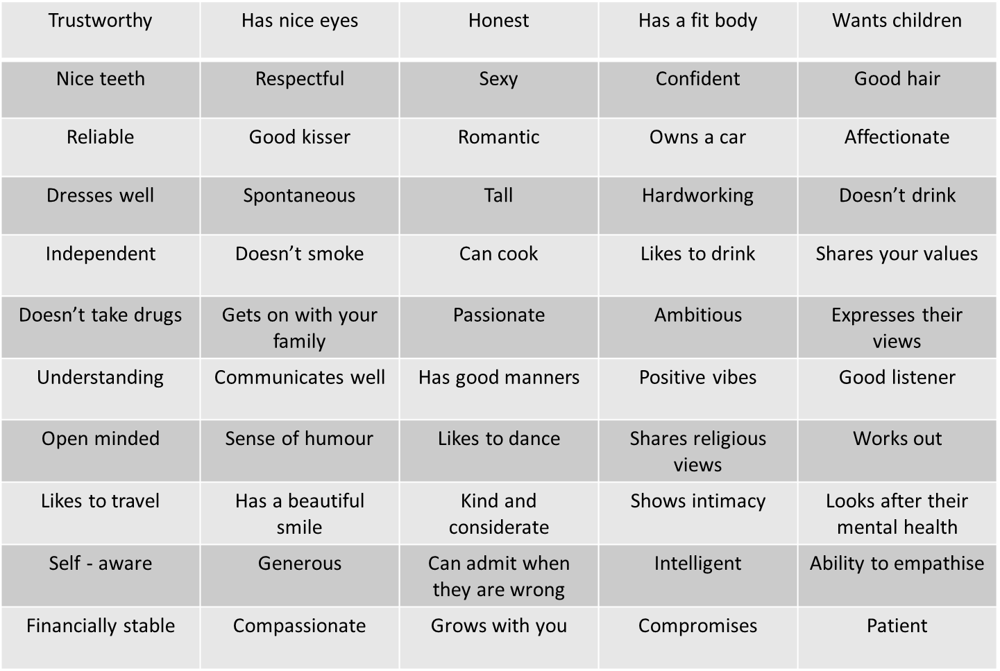 Trustworthy Has nice eyes Honest Has a fit body Wants children
Nice teeth Respectful Sexy Confident Good hair
Reliable Good kisser Romantic Owns a car Affectionate
Dresses well Spontaneous Tall Hardworking Doesn’t drink
Independent Doesn’t smoke Can cook Likes to drink Shares your values
Doesn’t take drugs Gets on with your Passionate Ambitious Expresses their
family views
Understanding Communicates well Has good manners Positive vibes Good listener
Open minded Sense of humour Likes to dance Shares religious Works out
views
Likes to travel Has a beautiful Kind and Shows intimacy Looks after their
smile considerate mental health
Self - aware Generous Can admit when Intelligent Ability to empathise
they are wrong
Financially stable Compassionate Grows with you Compromises Patient